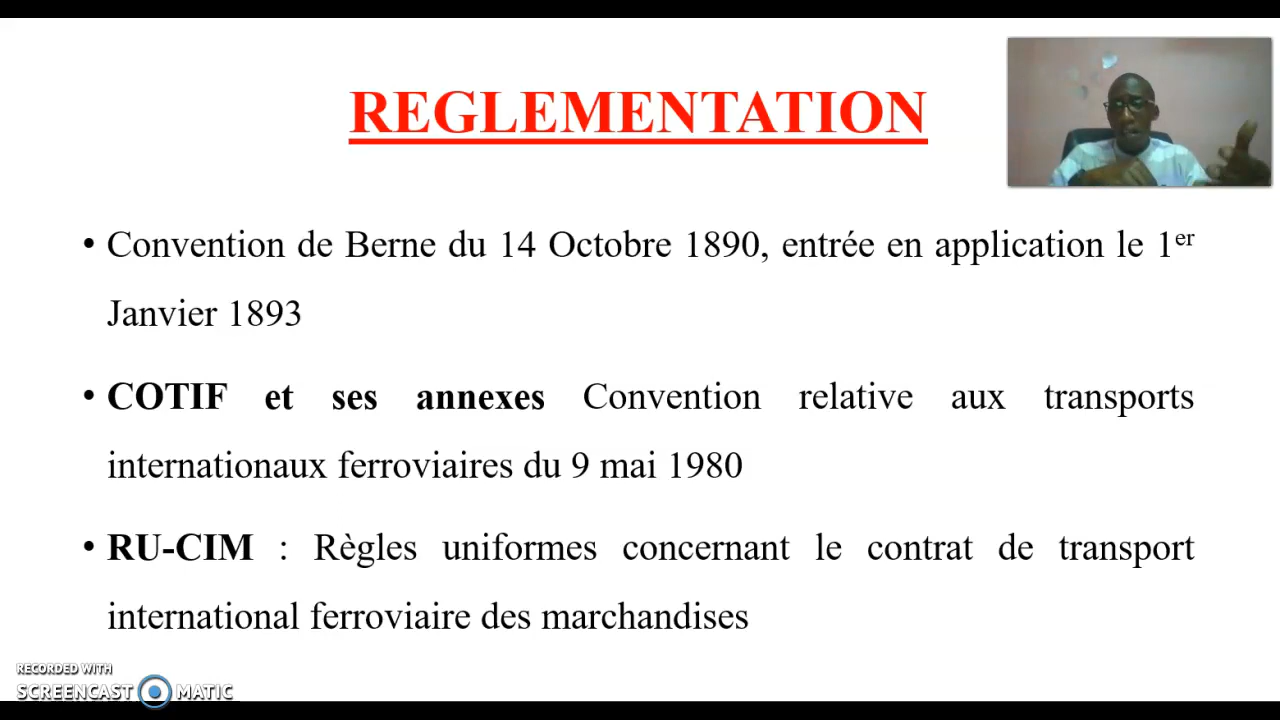 REGLEMENTATION
• Convention de Berne du 14 Octobre 1890, entrée en application le 1er
Janvier 1893
• COTIF et ses annexes Convention relative aux transports
internationaux ferroviaires du 9 mai 1980
• RU-CIM : Règles uniformes concernant le contrat de transport
international ferroviaire des marchandises
RECORDED WITH
SCREENCAST MATIC